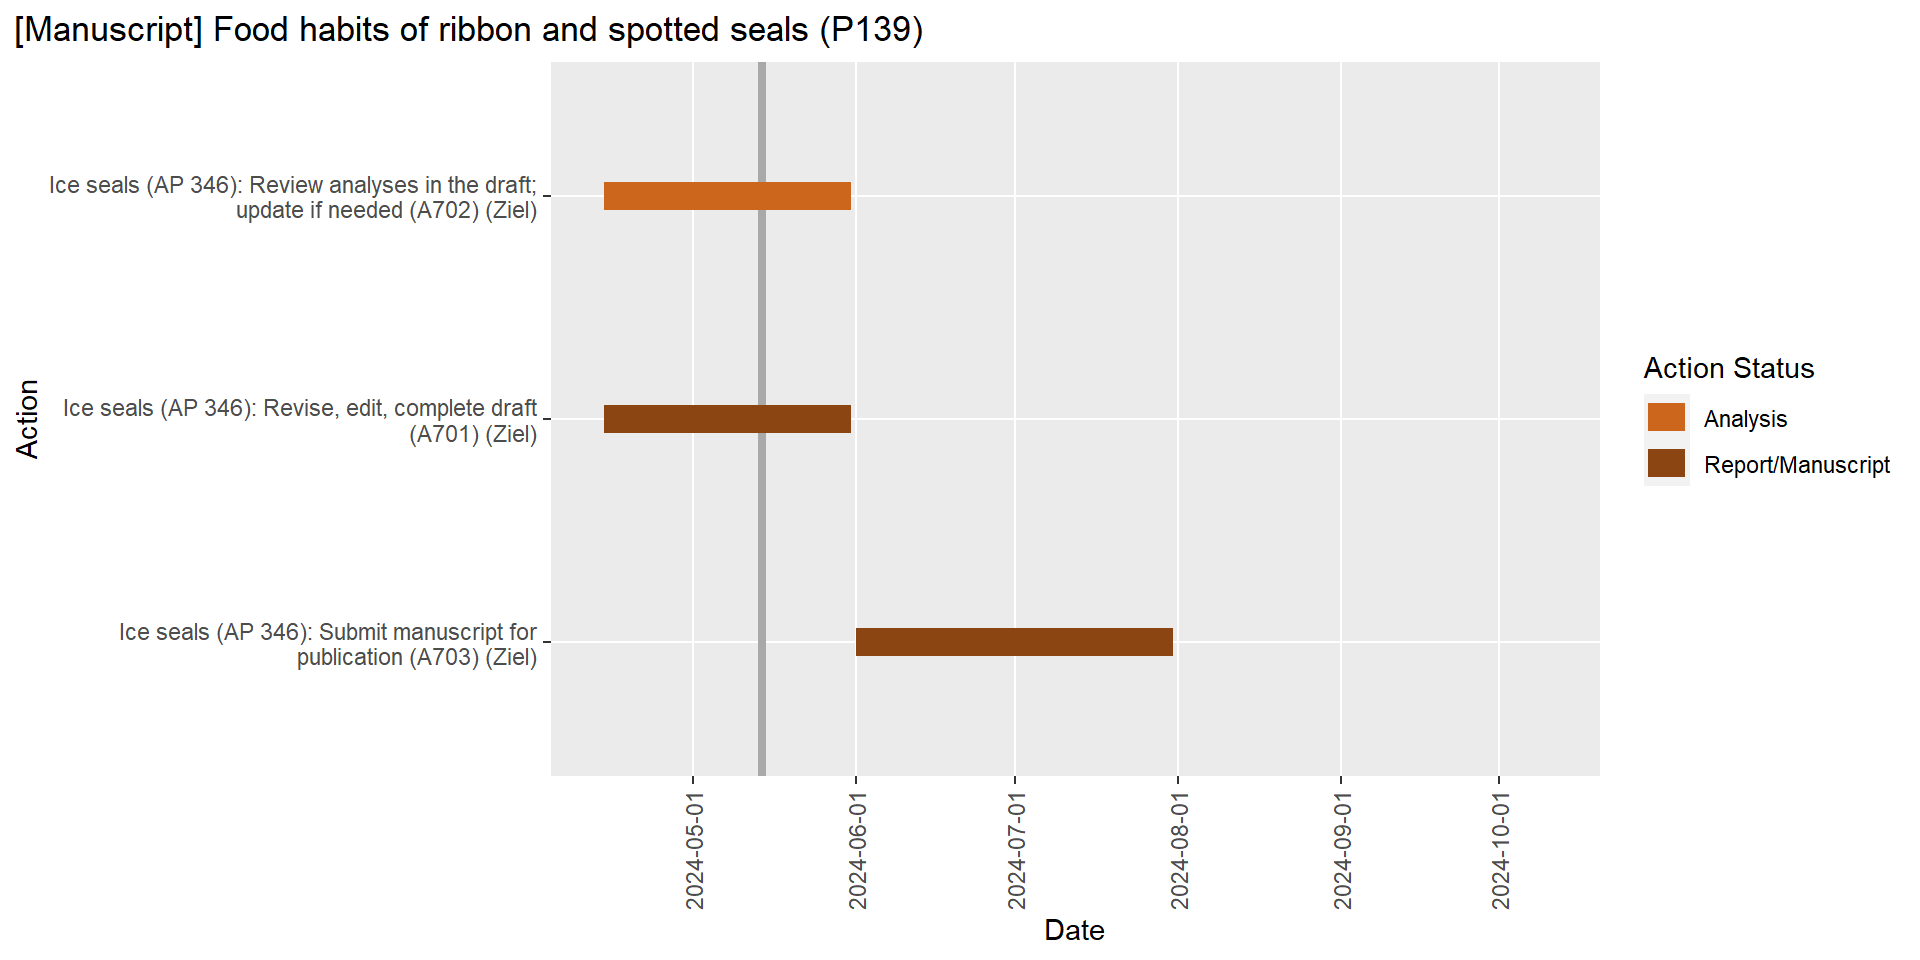 [Manuscript] Food habits of ribbon and spotted seals (P139)
Ice seals (AP 346): Review analyses in the draft;
update if needed (A702) (Ziel)
Ice seals (AP 346): Revise, edit, complete draft
(A701) (Ziel)
Ice seals (AP 346): Submit manuscript for
publication (A703) (Ziel)
Action
2024-05-01
2024-06-01
2024-07-01
2024-08-01
2024-09-01
2024-10-01
Date
Action Status
Analysis
Report/Manuscript